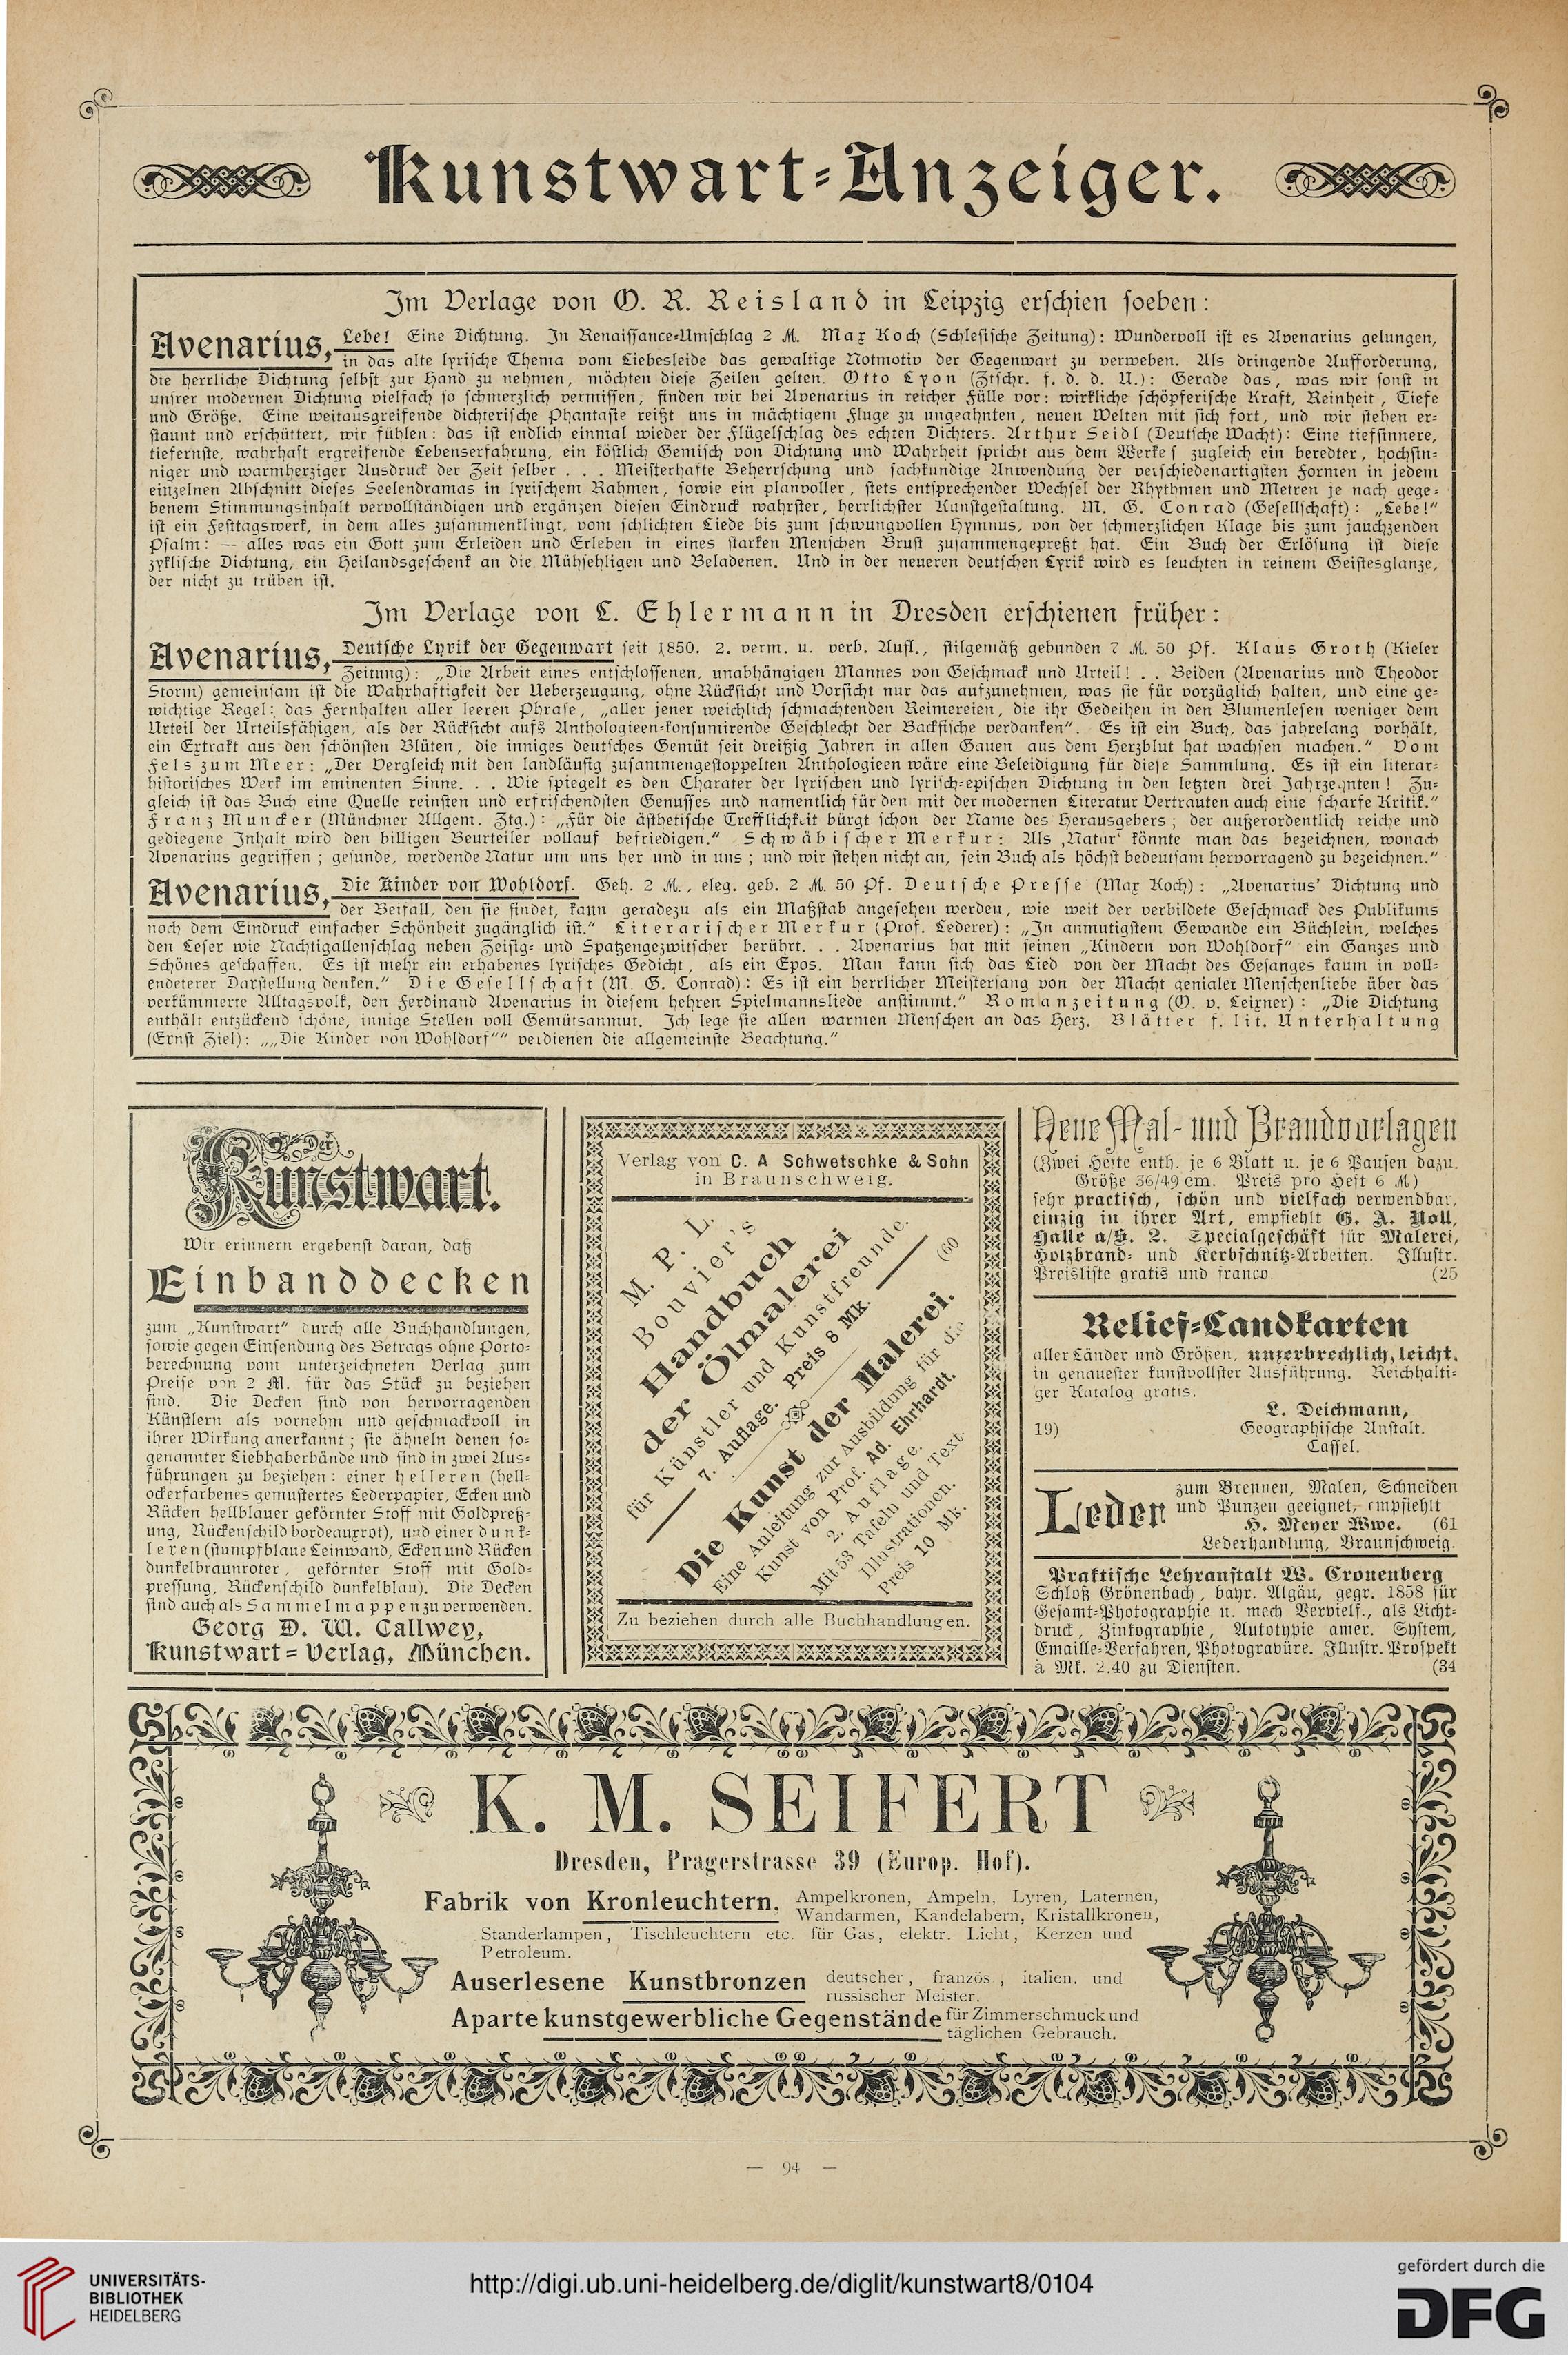 Kunstwart-Anzeiger.
Im Verlage von O. R. Reisland in Leipzig erschien soeben:
Avenarius, Lebe! Eine Dichtung. In Renaissance-Umschlag 2 M. Max Koch (Schlesische Zeitung): Wundervoll ist es Avenarius gelungen,
in das alte lyrische Thema vom Liebesleide das gewaltige Notmotiv der Gegenwart zu verweben. Als dringende Aufforderung,
die herrliche Dichtung selbst zur Hand zu nehmen, möchten diese Zeilen gelten. Otto Lyon (Ztschr. f. d. d. U.): Gerade das, was wir sonst in
unsrer modernen Dichtung vielfach so schmerzlich vermissen, finden wir bei Avenarius in reicher Fülle vor: wirkliche schöpferische Kraft, Reinheit, Tiefe
und Größe. Eine weitausgreifende dichterische Phantasie reißt uns in mächtigem Fluge zu ungeahnten, neuen Welten mit sich fort, und wir stehen er-
staunt und erschüttert, wir fühlen: das ist endlich einmal wieder der Flügelschlag des echten Dichters. Arthur Seidl (Deutsche Wacht): Eine tiefsinnere,
tiefernste, wahrhaft ergreifende Lebenserfahrung, ein köstlich Gemisch von Dichtung und Wahrheit spricht aus dem Werke; zugleich ein beredter, hochsin-
niger und warmherziger Ausdruck der Zeit selber . . . Meisterhafte Beherrschung und sachkundige Anwendung der verschiedenartigsten Formen in jedem
einzelnen Abschnitt dieses Seelendramas in lyrischem Rahmen, sowie ein planvoller, stets entsprechender Wechsel der Rhythmen und Metren je nach gege-
benem Stimmungsinhalt vervollständigen und ergänzen diesen Eindruck wahrster, herrlichster Kunstgestaltung. M. G. Conrad (Gesellschaft): „Lebe!“
ist ein Festtagswerk, in dem alles zusammenklingt, vom schlichten Liede bis zum schwungvollen Hymnus, von der schmerzlichen Klage bis zum jauchzenden
Psalm: — alles was ein Gott zum Erleiden und Erleben in eines starken Menschen Brust zusammengepreßt hat. Ein Buch der Erlösung ist diese
zyklische Dichtung, ein Heilandsgeschenk an die Mühsehligen und Beladenen. Und in der neueren deutschen Lyrik wird es leuchten in reinem Geistesglanze,
der nicht zu trüben ist.
Im Verlage von L. Ehlermann in Dresden erschienen früher:
Avenarius, Deutsche Lyrik der Gegenwart seit 1850. 2. verm. u. verb. Aufl., stilgemäß gebunden 7 M. 50 Pf. Klaus Groth (Kieler
Zeitung): „Die Arbeit eines entschlossenen, unabhängigen Mannes von Geschmack und Urteil! . . Beiden (Avenarius und Theodor
Storm) gemeinsam ist die Wahrhaftigkeit der Ueberzeugung, ohne Rücksicht und Vorsicht nur das aufzunehmen, was sie für vorzüglich halten, und eine ge-
wichtige Regel: das Fernhalten aller leeren Phrase, „aller jener weichlich schmachtenden Reimereien, die ihr Gedeihen in den Blumenlesen weniger dem
Urteil der Urteilsfähigen, als der Rücksicht aufs Anthologieen-konsumirende Geschlecht der Backfische verdanken“. Es ist ein Buch, das jahrelang vorhält,
ein Extrakt aus den schönsten Blüten, die inniges deutsches Gemüt seit dreißig Jahren in allen Gauen aus dem Herzblut hat wachsen machen.“ Vom
Fels zum Meer: „Der Vergleich mit den landläufig zusammengestoppelten Anthologieen wäre eine Beleidigung für diese Sammlung. Es ist ein literar-
historisches Werk im eminenten Sinne. . . Wie spiegelt es den Charater der lyrischen und lyrisch-epischen Dichtung in den letzten drei Jahrzehnten! Zu-
gleich ist das Buch eine Quelle reinsten und erfrischendsten Genusses und namentlich für den mit der modernen Literatur Vertrauten auch eine scharfe Kritik.“
Franz Muncker (Münchner Allgem. Ztg.): „Für die ästhetische Trefflichkeit bürgt schon der Name des Herausgebers; der außerordentlich reiche und
gediegene Inhalt wird den billigen Beurteiler vollauf befriedigen.“ Schwäbischer Merkur: Als ‚Natur‘ könnte man das bezeichnen, wonach
Avenarius gegriffen; gesunde, werdende Natur um uns her und in uns; und wir stehen nicht an, sein Buch als höchst bedeutsam hervorragend zu bezeichnen.“
Avenarius, Die Kinder von Wohldorf. Geh. 2 M., eleg. geb. 2 M. 50 Pf. Deutsche Presse (Max Koch): „Avenarius' Dichtung und
der Beifall, den sie findet, kann geradezu als ein Maßstab angesehen werden, wie weit der verbildete Geschmack des Publikums
noch dem Eindruck einfacher Schönheit zugänglich ist.“ Literarischer Merkur (Prof. Lederer): „In anmutigstem Gewande ein Büchlein, welches
den Leser wie Nachtigallenschlag neben Zeisig- und Spatzengezwitscher berührt. . . Avenarius hat mit seinen „Kindern von Wohldorf“ ein Ganzes und
Schönes geschaffen. Es ist mehr ein erhabenes lyrisches Gedicht, als ein Epos. Man kann sich das Lied von der Macht des Gesanges kaum in voll-
endeterer Darstellung denken.“ Die Gesellschaft (M. G. Conrad): Es ist ein herrlicher Meistersang von der Macht genialer Menschenliebe über das
verkümmerte Alltagsvolk, den Ferdinand Avenarius in diesem hehren Spielmannsliede anstimmt.“ Romanzeitung (O. v. Leixner): „Die Dichtung
enthält entzückend schöne, innige Stellen voll Gemütsanmut. Ich lege sie allen warmen Menschen an das Herz. Blätter f. lit. Unterhaltung
(Ernst Ziel): „„Die Kinder von Wohldorf““ verdienen die allgemeinste Beachtung.“
Der
Kunstwart.
Wir erinnern ergebenst daran, daß
Einbanddecken
zum „Kunstwart“ durch alle Buchhandlungen,
sowie gegen Einsendung des Betrags ohne Porto-
berechnung vom unterzeichneten Verlag zum
Preise von 2 M. für das Stück zu beziehen
sind. Die Decken sind von hervorragenden
Künstlern als vornehm und geschmackvoll in
ihrer Wirkung anerkannt; sie ähneln denen so-
genannter Liebhaberbände und sind in zwei Aus-
führungen zu beziehen: einer helleren (hell-
ockerfarbenes gemustertes Lederpapier, Ecken und
Rücken hellblauer gekörnter Stoff mit Goldpreß-
ung, Rückenschild bordeauxrot), und einer dunk-
leren (stumpfblaue Leinwand, Ecken und Rücken
dunkelbraunroter, gekörnter Stoff mit Gold-
pressung, Rückenschild dunkelblau). Die Decken
sind auch als Sammelmappen zu verwenden.
Georg D. W. Callwey,
Kunstwart-Verlag, München.
Verlag von C. A Schwetschke & Sohn
in Braunschweig.
M. P. L.
Bouvier's
Handbuch
der Ölmalerei
für Künstler und Kunstfreunde.
7. Auflage. Preis 8 Mk.
(60
Die Kunst der Malerei.
Eine Anleitung zur Ausbildung für die
Kunst von Prof. Ad. Ehrhardt.
2. Auflage.
Mit 53 Tafeln und Text-
Illustrationen.
Preis 10 Mk.
Zu beziehen durch alle Buchhandlungen.
Neue Mal- und Brandvorlagen
(Zwei Hefte enth. je 6 Blatt u. je 6 Pausen dazu.
Größe 36/49 cm. Preis pro Heft 6 M)
sehr practisch, schön und vielfach verwendbar,
einzig in ihrer Art, empfiehlt G. A. Noll,
Halle a/S. 2. Specialgeschäft für Malerei,
Holzbrand- und Kerbschnitz-Arbeiten. Illustr.
Preisliste gratis und franco. (25
Relief-Landkarten
aller Länder und Größen, unzerbrechlich, leicht,
in genauester kunstvollster Ausführung. Reichhalti-
ger Katalog gratis.
L. Deichmann,
19) Geographische Anstalt.
Cassel.
Leder zum Brennen, Malen, Schneiden
und Punzen geeignet, empfiehlt
H. Meyer Wwe. (61
Lederhandlung, Braunschweig.
Praktische Lehranstalt W. Cronenberg
Schloß Grönenbach, bayr. Algäu, gegr. 1858 für
Gesamt-Photographie u. mech. Vervielf., als Licht-
druck, Zinkographie, Autotypie amer. System,
Emaille-Verfahren, Photogravüre. Illustr. Prospekt
à Mk. 2.40 zu Diensten. (34
K. M. SEIFERT
Dresden, Pragerstrasse 39 (Europ. Hof).
Fabrik von Kronleuchtern, Ampelkronen, Ampeln, Lyren, Laternen,
Wandarmen, Kandelabern, Kristallkronen,
Standerlampen, Tischleuchtern etc. für Gas, elektr. Licht, Kerzen und
Petroleum.
Auserlesene Kunstbronzen deutscher, französ, italien. und
russischer Meister.
Aparte kunstgewerbliche Gegenstände für Zimmerschmuck und
täglichen Gebrauch.
— 94 —
UNIVERSITÄTS-
BIBLIOTHEK
HEIDELBERG
http://digi.ub.uni-heidelberg.de/diglit/kunstwart8/0104
gefördert durch die
DFG